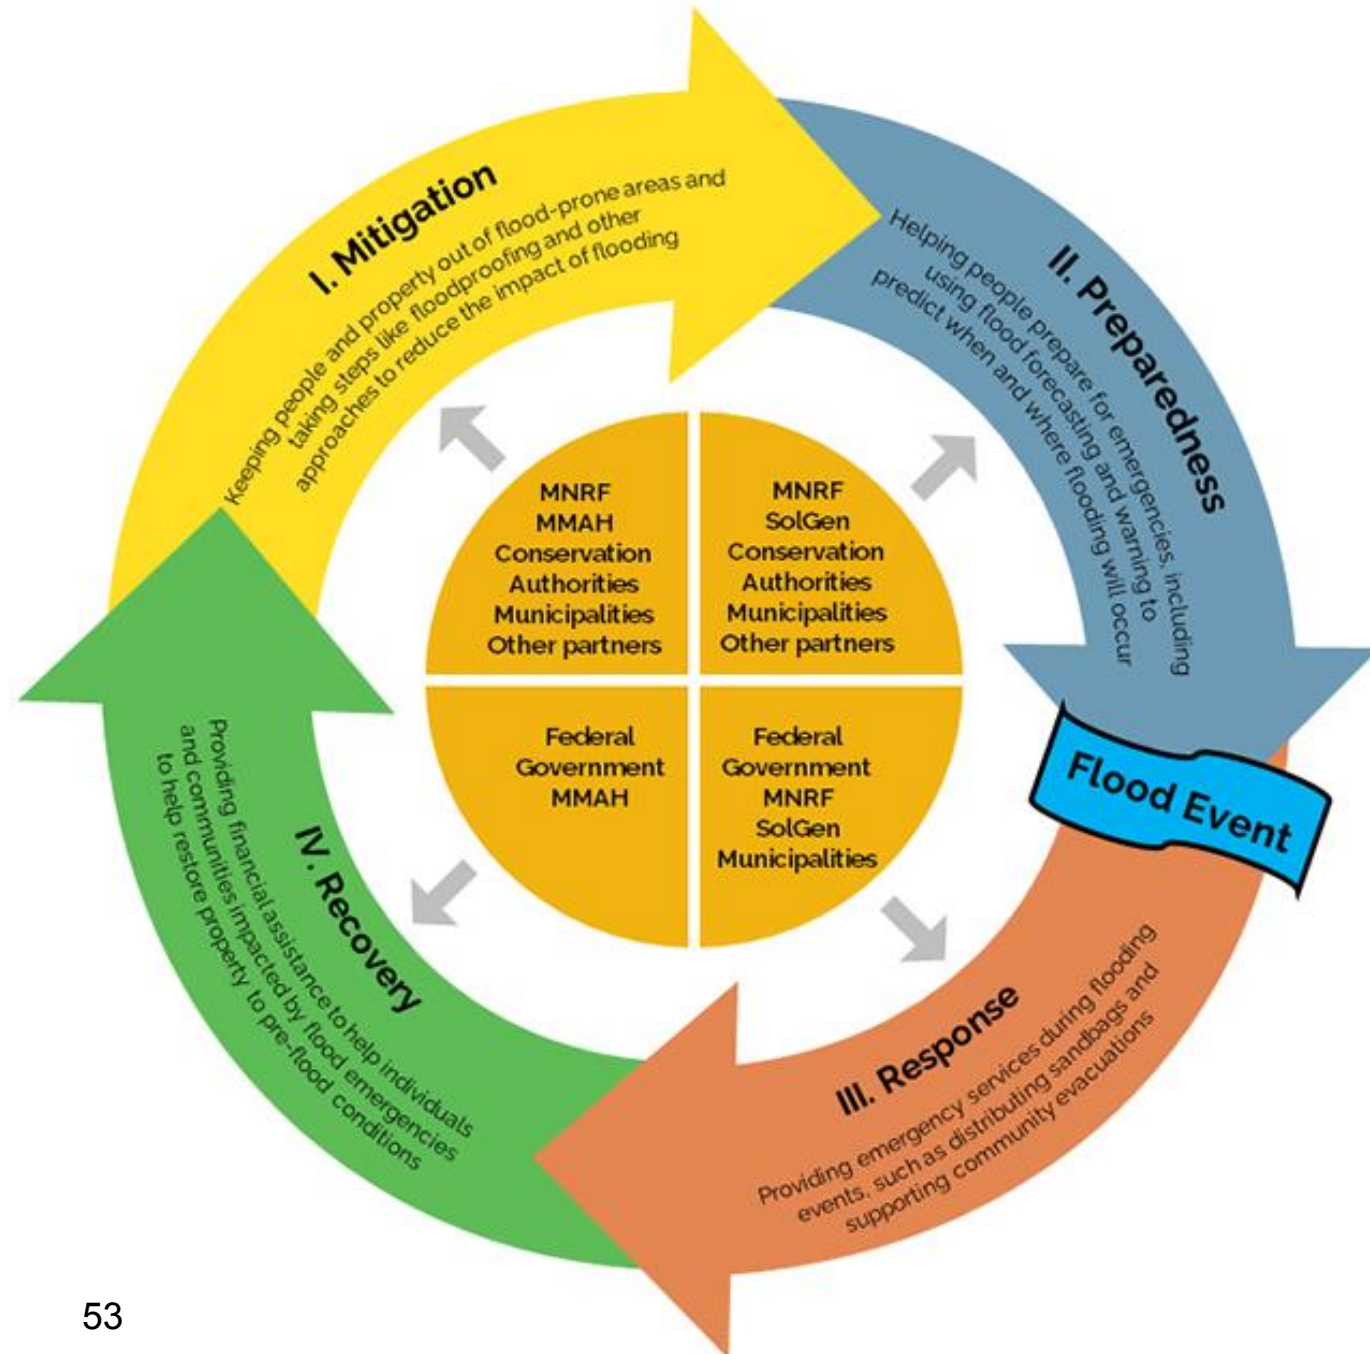 I. Mitigation
Keeping people and property out of flood-prone areas and
taking steps like floodproofing and other
approaches to reduce the impact of flooding
II. Preparedness
Helping people prepare for emergencies, including
using flood forecasting and warning to
predict when and where flooding will occur
MNRF
MMAH
Conservation
Authorities
Municipalities
Other partners
MNRF
SolGen
Conservation
Authorities
Municipalities
Other partners
Federal
Government
MMAH
Federal
Government
MNRF
SolGen
Municipalities
Flood Event
III. Response
Providing emergency services during flooding
events, such as distributing sandbags and
supporting community evacuations
IV. Recovery
Providing financial assistance to help individuals
and communities impacted by flood emergencies
to help restore property to pre-flood conditions
53